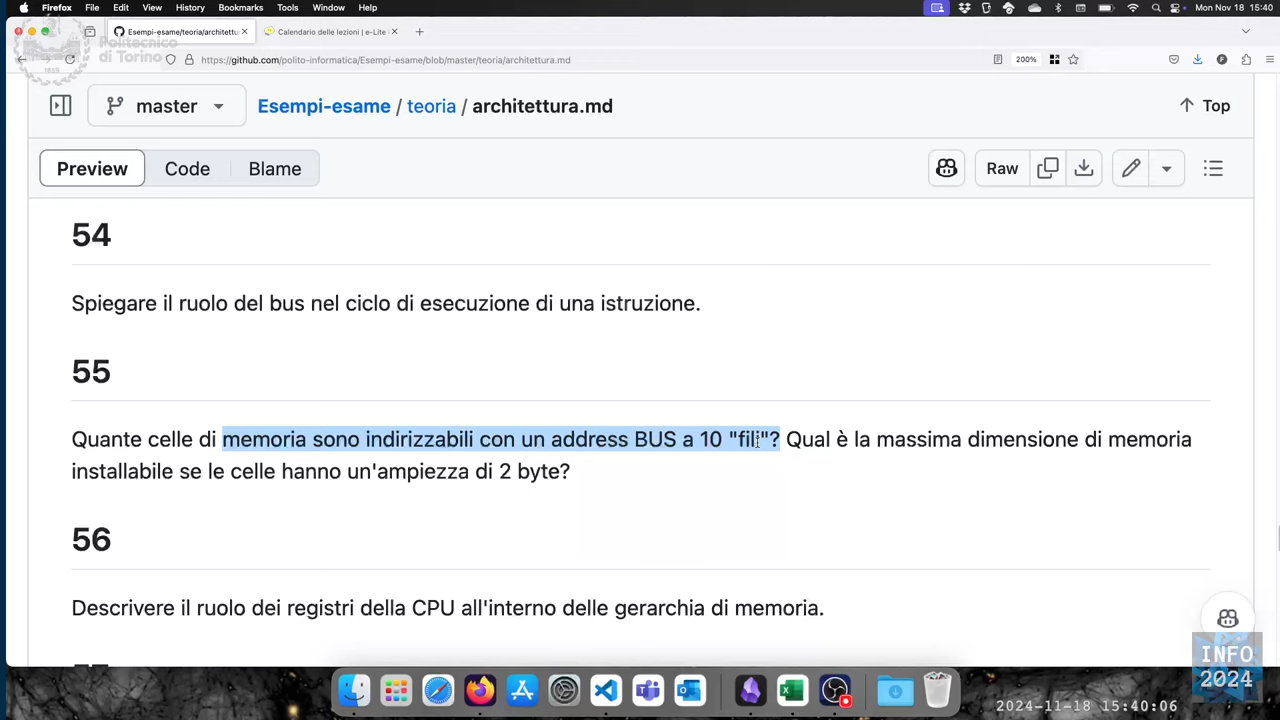 Firefox File Edit View History Bookmarks Tools Window Help Mon Nov 18 15:40
Esempi-esame/teoria/architettu Calendario delle lezioni | e-Lite
Politecnico
di Torino
1859
https://github.com/polito-informatica/Esempi-esame/blob/master/teoria/architettura.md 200%
master Esempi-esame / teoria / architettura.md Top
Preview Code Blame Raw
54
Spiegare il ruolo del bus nel ciclo di esecuzione di una istruzione.
55
Quante celle di memoria sono indirizzabili con un address BUS a 10 "fili"? Qual è la massima dimensione di memoria
installabile se le celle hanno un'ampiezza di 2 byte?
56
Descrivere il ruolo dei registri della CPU all'interno delle gerarchia di memoria.
INFO
2024
2024-11-18 15:40:06